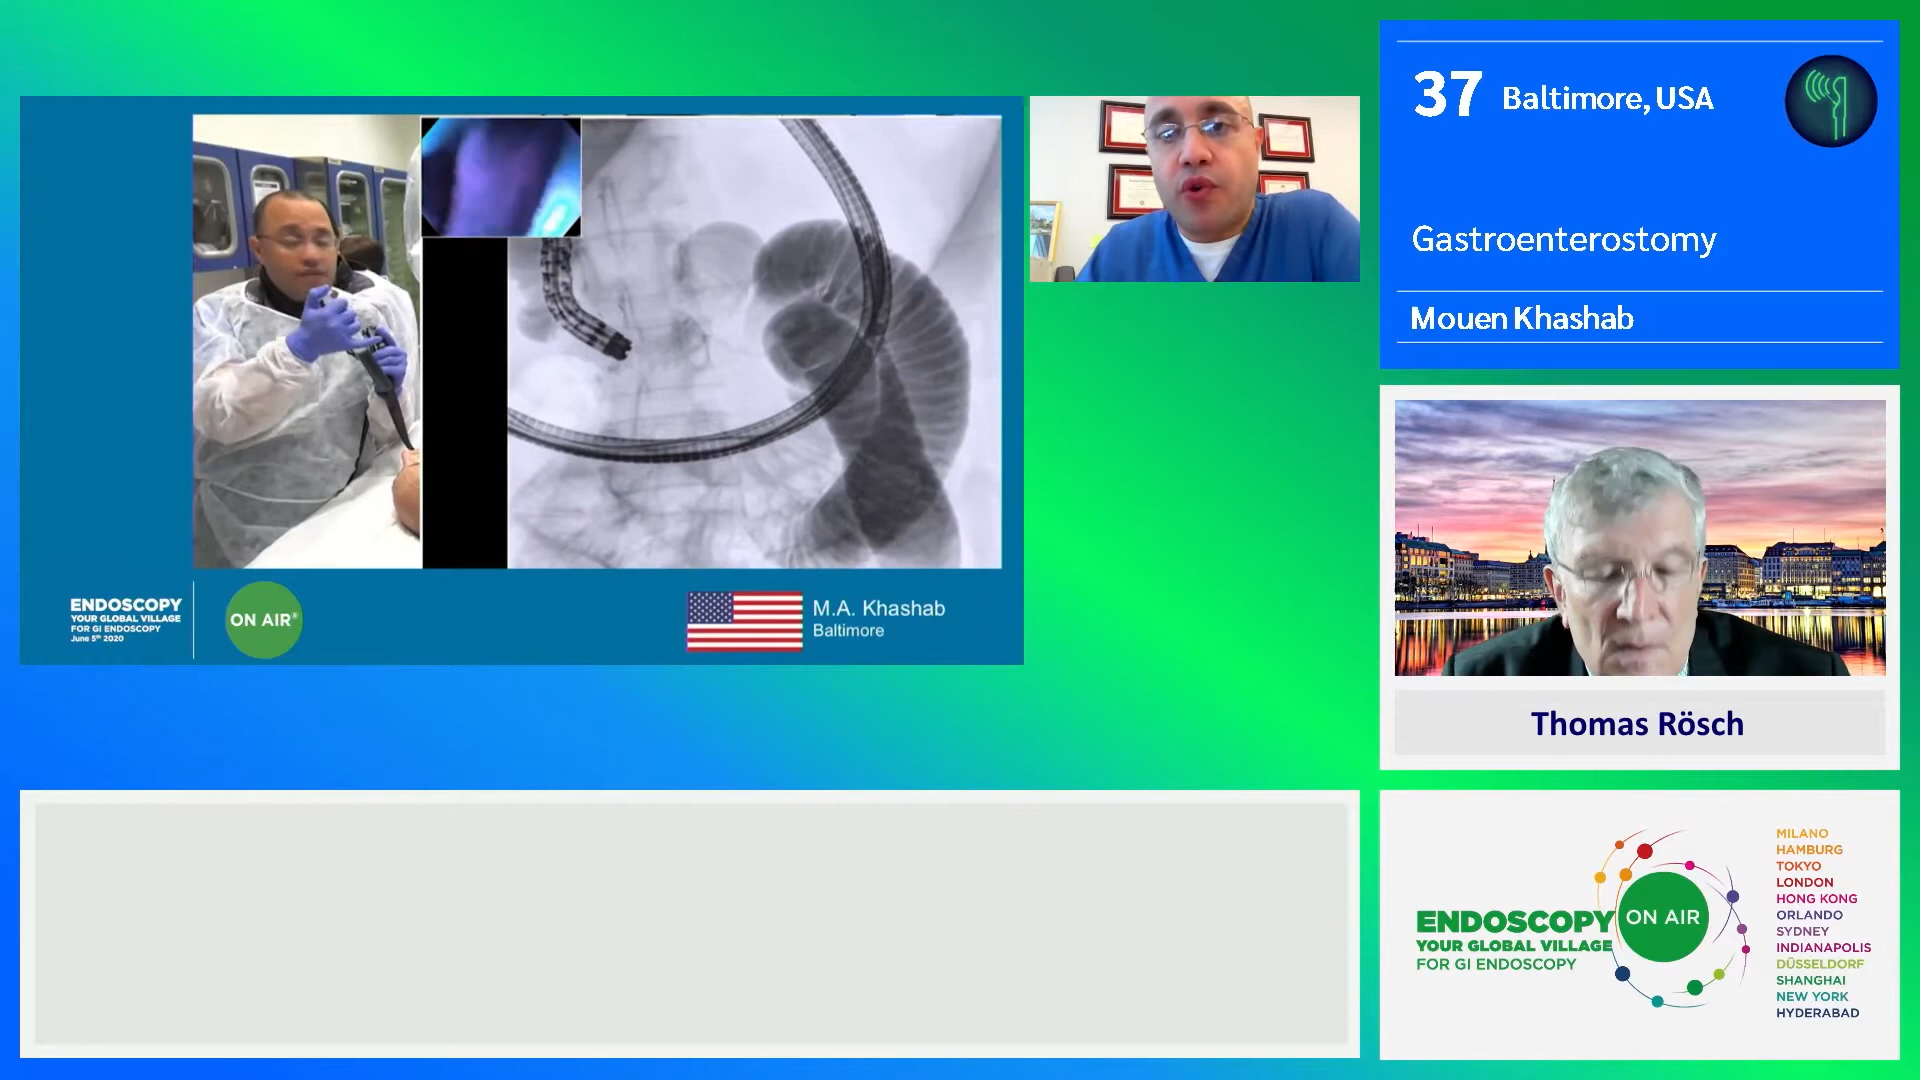 ENDOSCOPY
YOUR GLOBAL VILLAGE
FOR GI ENDOSCOPY
June 5th 2020
ON AIR®
M.A. Khashab
Baltimore
37 Baltimore, USA
Gastroenterostomy
Mouen Khashab
Thomas Rösch
ENDOSCOPY
YOUR GLOBAL VILLAGE
FOR GI ENDOSCOPY
ON AIR
MILANO
HAMBURG
TOKYO
LONDON
HONG KONG
ORLANDO
SYDNEY
INDIANAPOLIS
DÜSSELDORF
SHANGHAI
NEW YORK
HYDERABAD